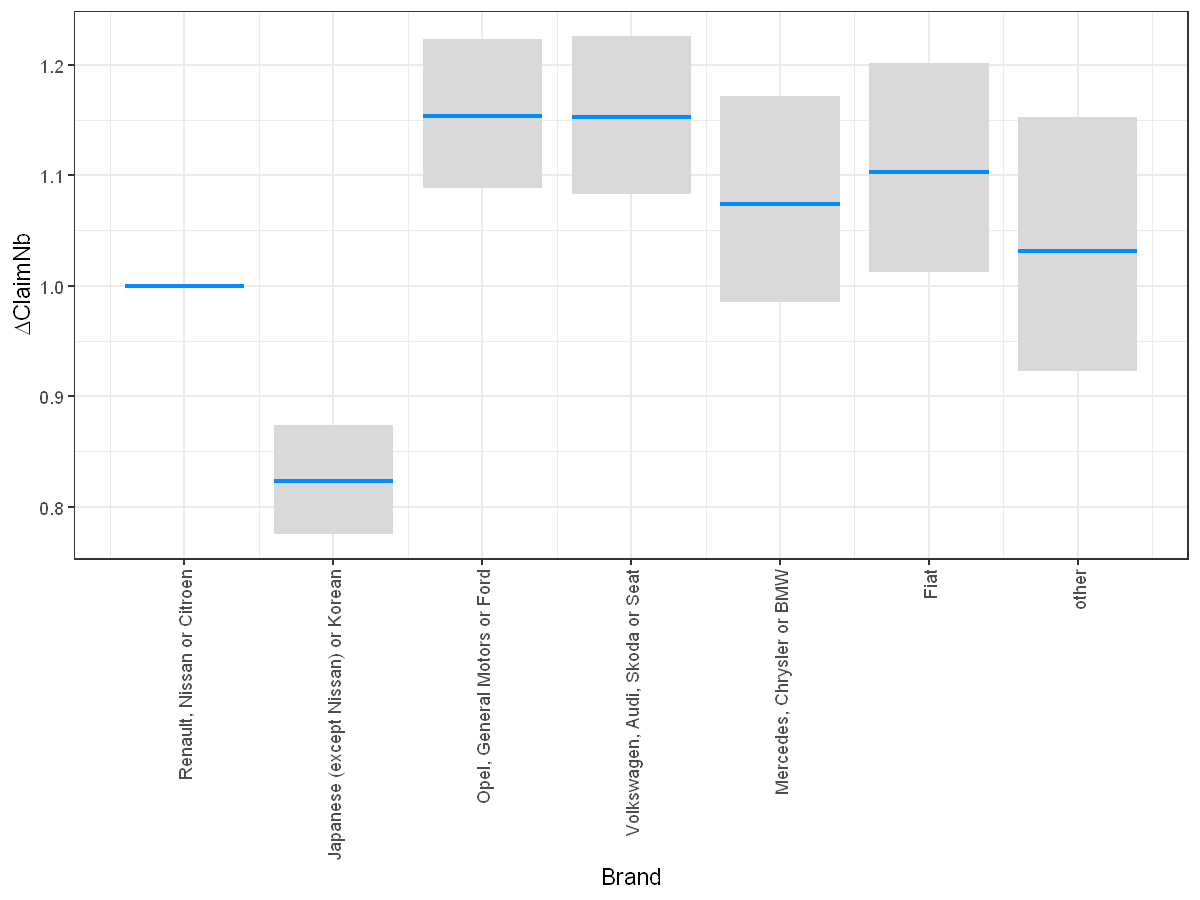 ΔClaimNb
1.2
1.1
1.0
0.9
0.8
Renault, Nissan or Citroen
Japanese (except Nissan) or Korean
Opel, General Motors or Ford
Volkswagen, Audi, Skoda or Seat
Mercedes, Chrysler or BMW
Fiat
other
Brand